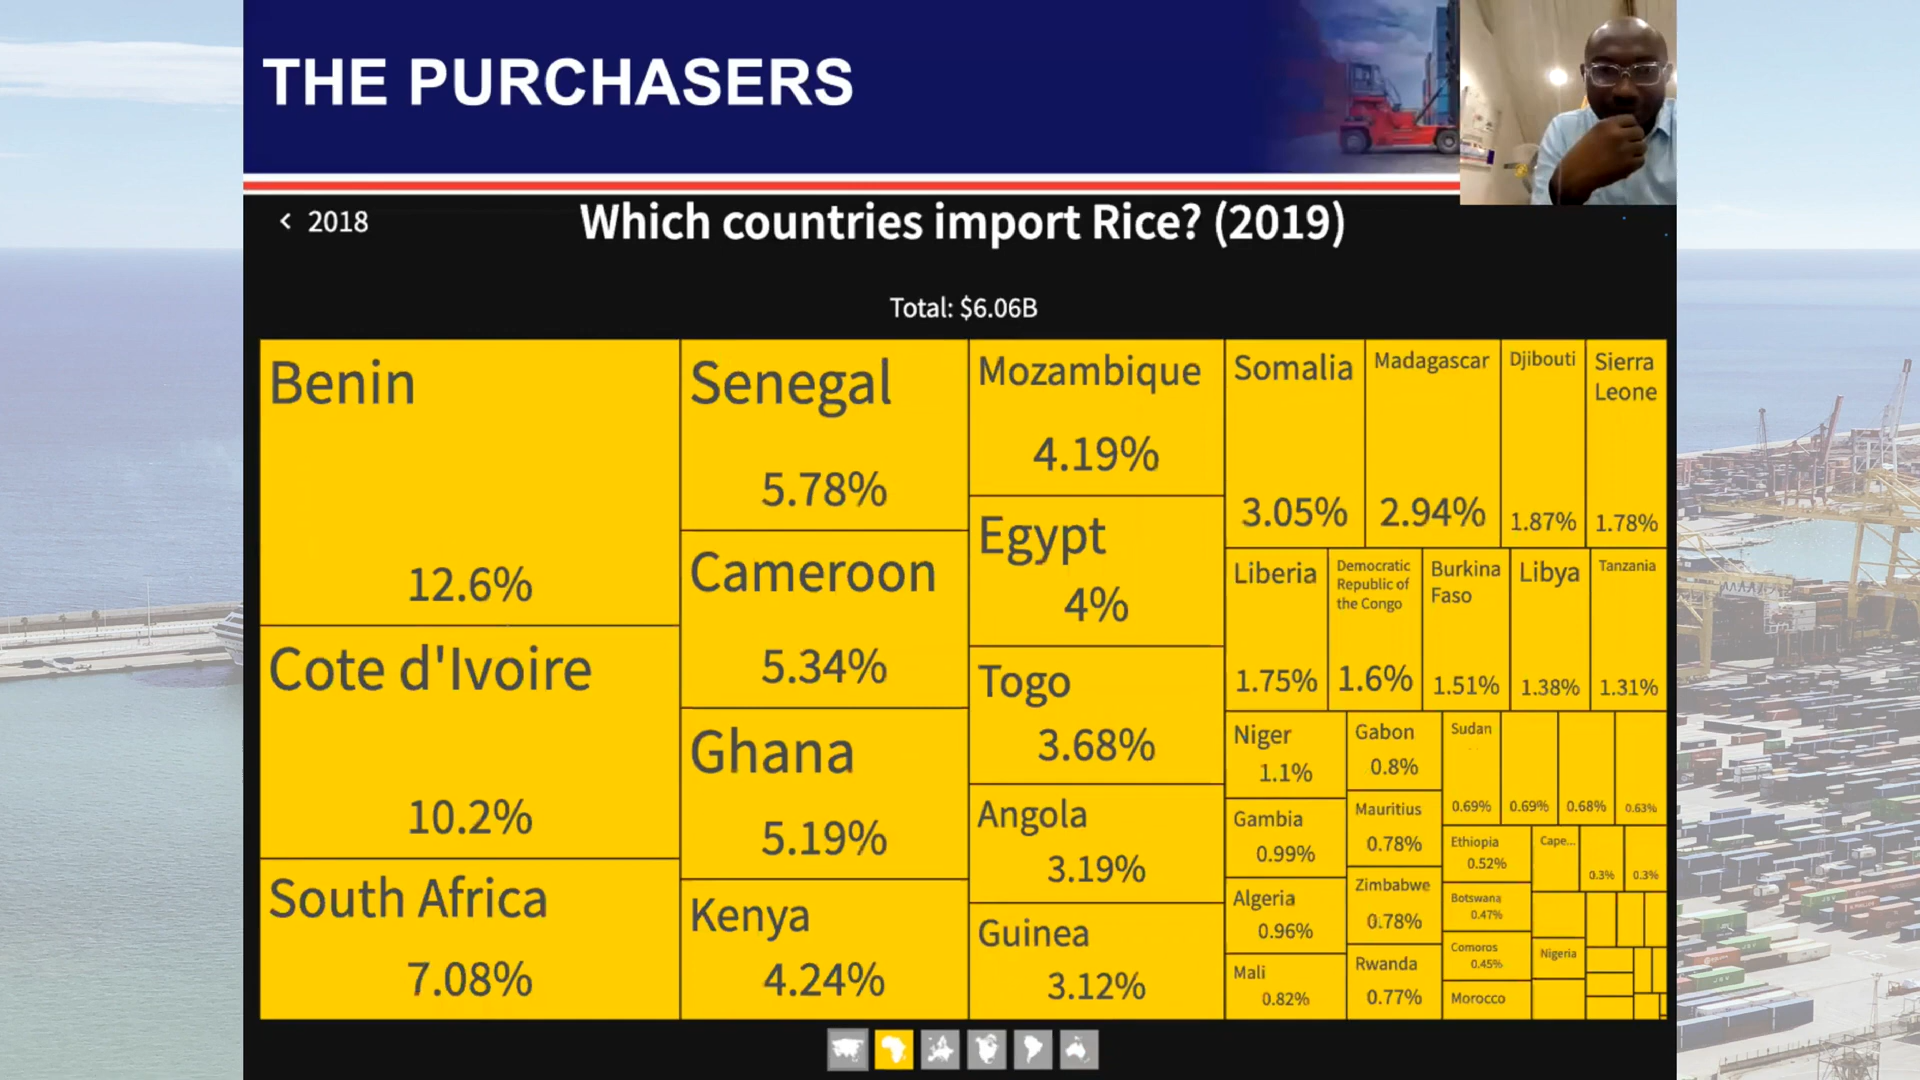 THE PURCHASERS
< 2018
Which countries import Rice? (2019)
Total: $6.06B
Benin
12.6%
Cote d'Ivoire
10.2%
South Africa
7.08%
Senegal
5.78%
Cameroon
5.34%
Ghana
5.19%
Kenya
4.24%
Mozambique
4.19%
Egypt
4%
Togo
3.68%
Angola
3.19%
Guinea
3.12%
Somalia
3.05%
Madagascar
2.94%
Djibouti
1.87%
Sierra
Leone
1.78%
Liberia
1.75%
Democratic
Republic of
the Congo
1.6%
Burkina
Faso
1.51%
Libya
1.38%
Tanzania
1.31%
Niger
1.1%
Gambia
0.99%
Algeria
0.96%
Mali
0.82%
Gabon
0.8%
Mauritius
0.78%
Zimbabwe
0.78%
Rwanda
0.77%
Sudan
0.69%
0.69%
0.68%
0.63%
Ethiopia
0.52%
Botswana
0.47%
Comoros
0.45%
Morocco
Cape...
0.3%
0.3%
Nigeria